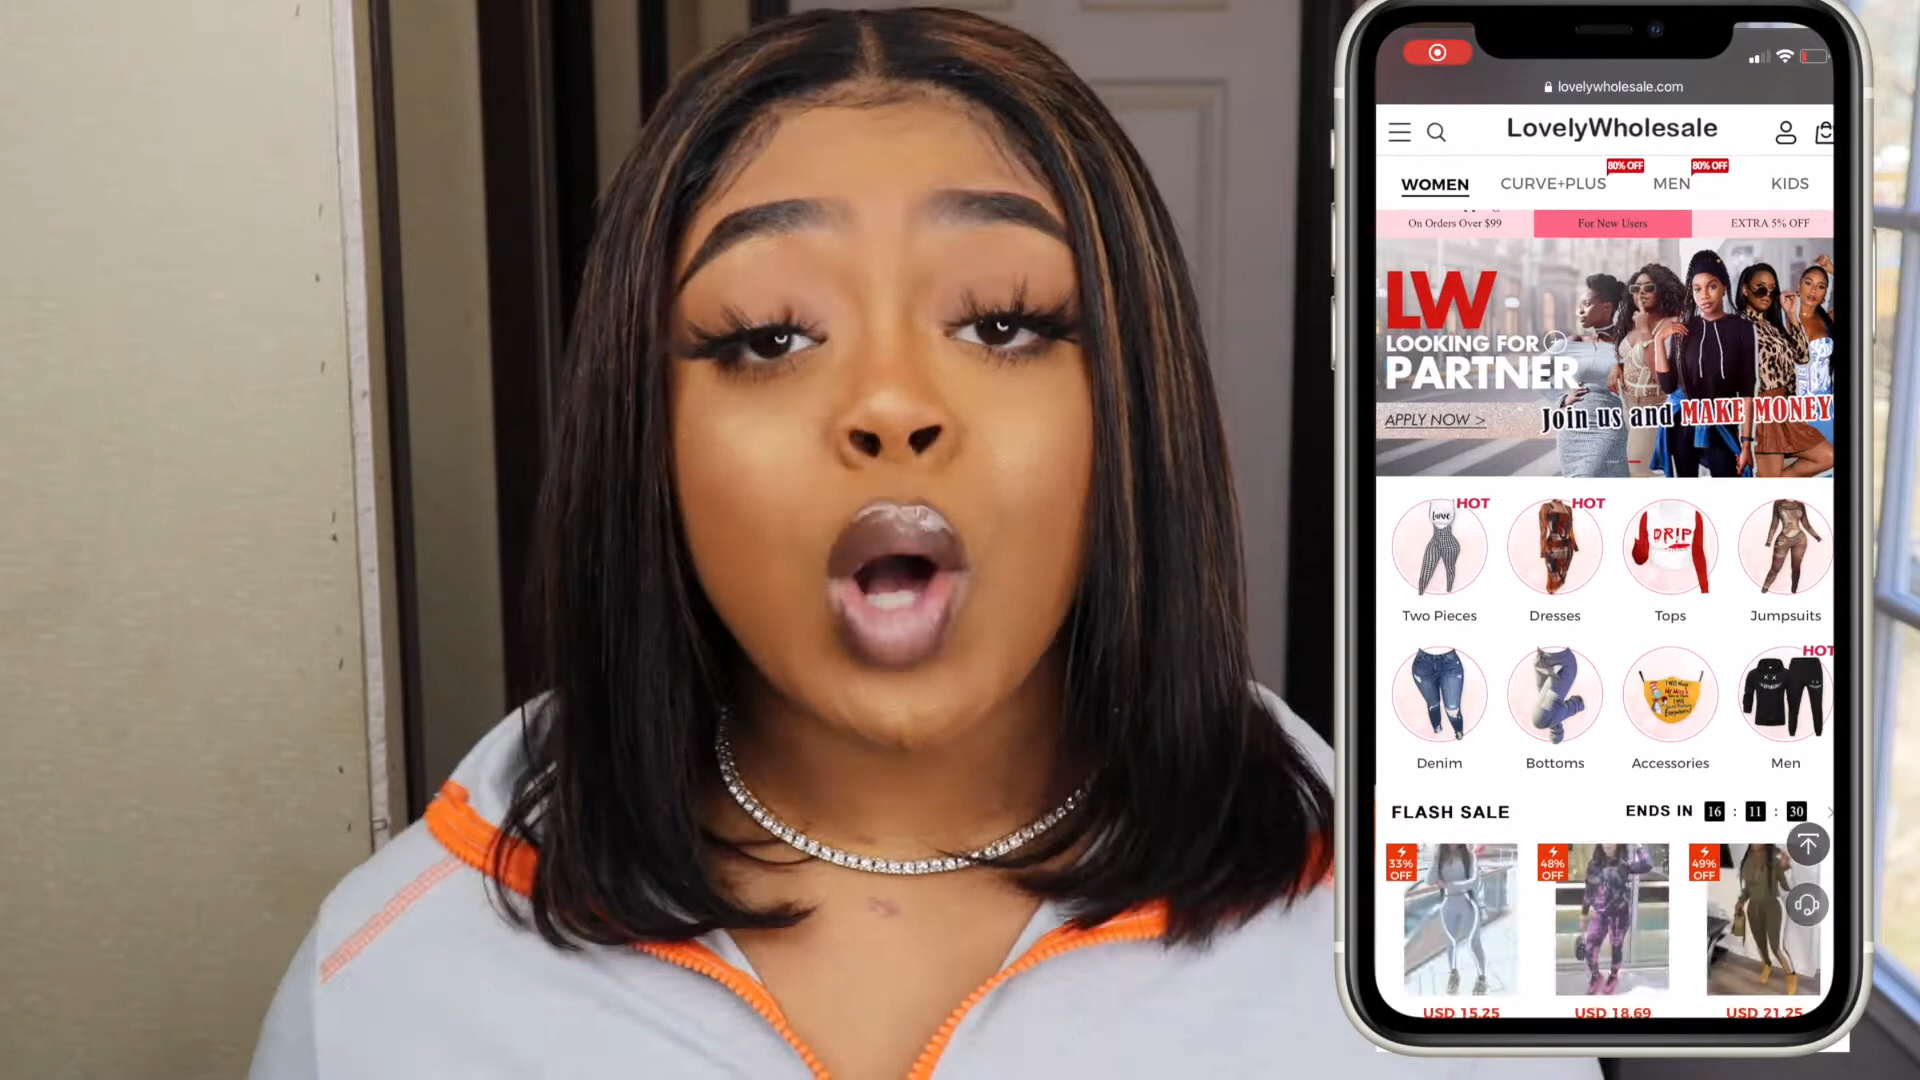 lovelywholesale.com
LovelyWholesale
80% OFF
80% OFF
WOMEN
CURVE+PLUS
MEN
KIDS
On Orders Over $99
For New Users
EXTRA 5% OFF
LW
LOOKING FOR
PARTNER
APPLY NOW >
Join us and MAKE MONEY
HOT
HOT
Love
DRIP
Two Pieces
Dresses
Tops
Jumpsuits
HOT
Denim
Bottoms
Accessories
Men
FLASH SALE
ENDS IN 16 : 11 : 30
33%
OFF
48%
OFF
49%
OFF
USD 15.25
USD 18.69
USD 21.25